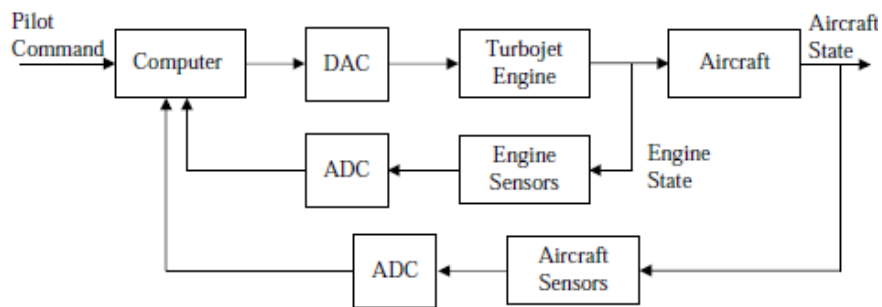 Pilot
Command
Computer
DAC
Turbojet
Engine
Aircraft
Aircraft
State
ADC
Engine
Sensors
Engine
State
ADC
Aircraft
Sensors